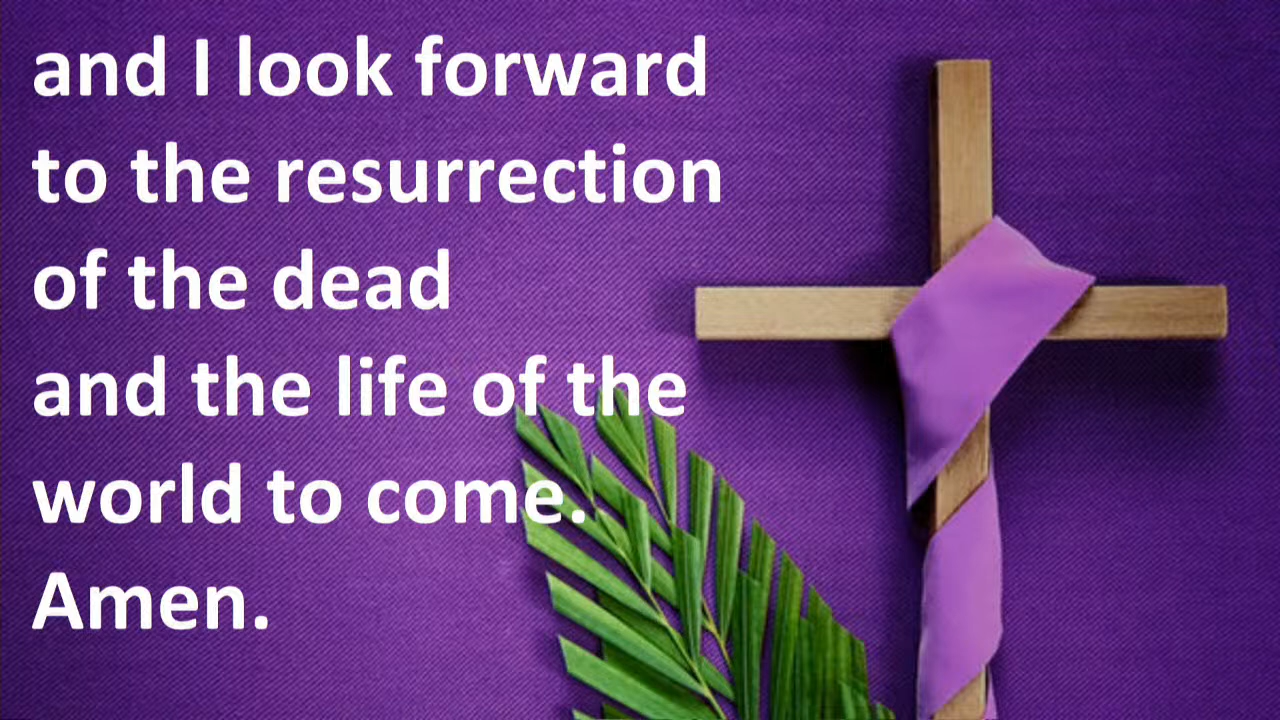 and I look forward
to the resurrection
of the dead
and the life of the
world to come.
Amen.